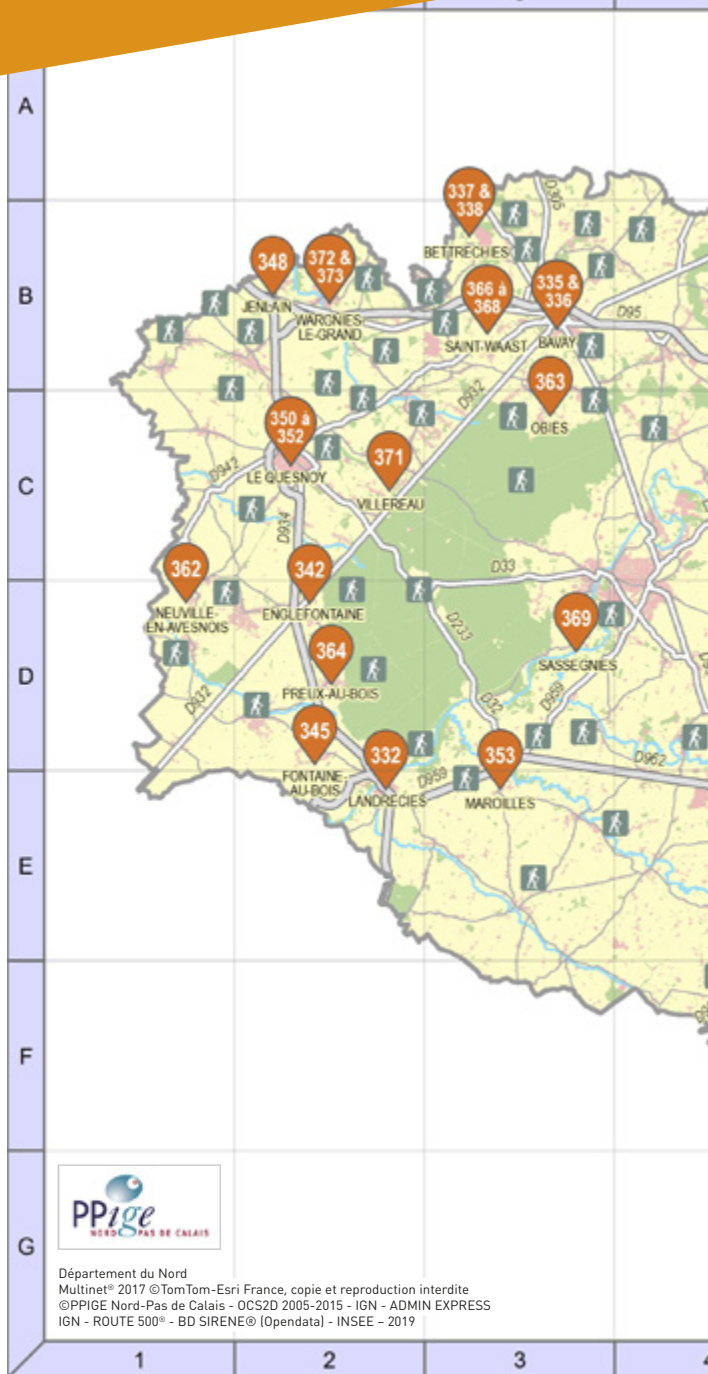 A
B
C
D
E
F
G
337 &
338
BETTRECHIES
D305
348
JENLAIN
372 &
373
WARGNIES-
LE-GRAND
366 à
368
SAINT-WAAST
335 &
336
BAVAY
D95
363
OBIES
D932
350 à
352
LE QUESNOY
371
VILLEREAU
D942
D934
362
NEUVILLE-
EN-AVESNOIS
342
ENGLEFONTAINE
D33
D233
369
SASSEGNIES
364
PREUX-AU-BOIS
D932
D32
D959
345
FONTAINE-
AU-BOIS
332
LANDRECIES
D959
353
MAROILLES
D962
PPige
NORD PAS DE CALAIS
Département du Nord
Multinet® 2017 ©TomTom-Esri France, copie et reproduction interdite
©PPIGE Nord-Pas de Calais - OCS2D 2005-2015 - IGN - ADMIN EXPRESS
IGN - ROUTE 500® - BD SIRENE® (Opendata) - INSEE – 2019
1
2
3